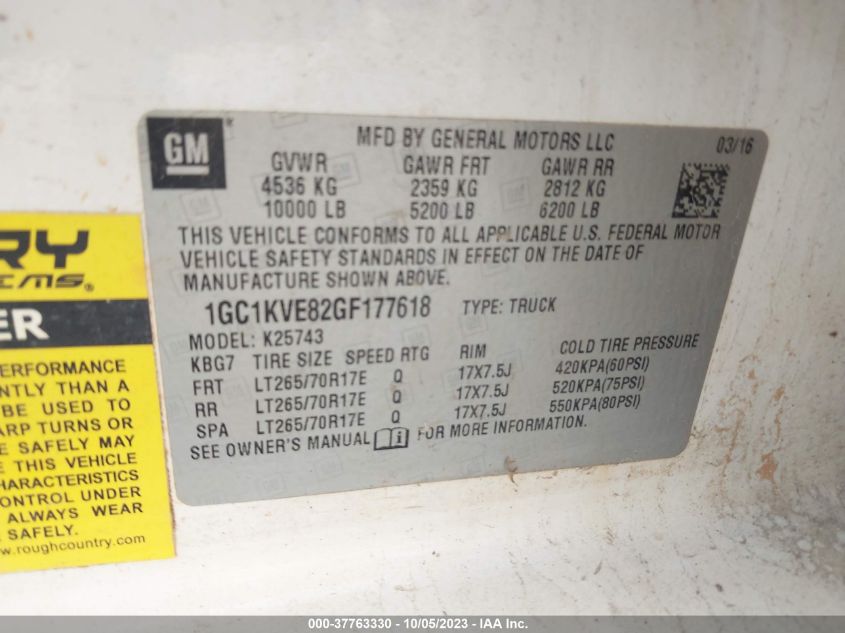 GM
MFD BY GENERAL MOTORS LLC 03/16
GVWR GAWR FRT GAWR RR
4536 KG 2359 KG 2812 KG
10000 LB 5200 LB 6200 LB
THIS VEHICLE CONFORMS TO ALL APPLICABLE U.S. FEDERAL MOTOR
VEHICLE SAFETY STANDARDS IN EFFECT ON THE DATE OF
MANUFACTURE SHOWN ABOVE.
1GC1KVE82GF177618 TYPE: TRUCK
MODEL: K25743
KBG7 TIRE SIZE SPEED RTG RIM COLD TIRE PRESSURE
FRT LT265/70R17E Q 17X7.5J 420KPA(60PSI)
RR LT265/70R17E Q 17X7.5J 520KPA(75PSI)
SPA LT265/70R17E Q 17X7.5J 550KPA(80PSI)
SEE OWNER'S MANUAL FOR MORE INFORMATION.
RY
EMS®
ER
PERFORMANCE
NTLY THAN A
BE USED TO
ARP TURNS OR
E SAFELY MAY
E THIS VEHICLE
HARACTERISTICS
CONTROL UNDER
ALWAYS WEAR
E SAFELY.
www.roughcountry.com
000-37763330 - 10/05/2023 - IAA Inc.